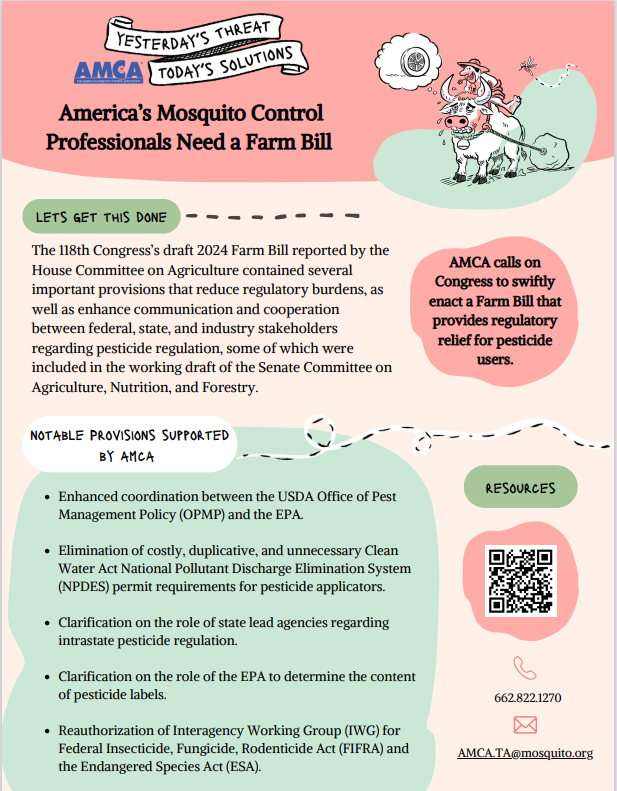 YESTERDAY'S THREAT
TODAY'S SOLUTIONS
AMCA
America's Mosquito Control
Professionals Need a Farm Bill
LETS GET THIS DONE
The 118th Congress's draft 2024 Farm Bill reported by the
House Committee on Agriculture contained several
important provisions that reduce regulatory burdens, as
well as enhance communication and cooperation
between federal, state, and industry stakeholders
regarding pesticide regulation, some of which were
included in the working draft of the Senate Committee on
Agriculture, Nutrition, and Forestry.
AMCA calls on
Congress to swiftly
enact a Farm Bill that
provides regulatory
relief for pesticide
users.
NOTABLE PROVISIONS SUPPORTED
BY AMCA
• Enhanced coordination between the USDA Office of Pest
Management Policy (OPMP) and the EPA.
• Elimination of costly, duplicative, and unnecessary Clean
Water Act National Pollutant Discharge Elimination System
(NPDES) permit requirements for pesticide applicators.
• Clarification on the role of state lead agencies regarding
intrastate pesticide regulation.
• Clarification on the role of the EPA to determine the content
of pesticide labels.
• Reauthorization of Interagency Working Group (IWG) for
Federal Insecticide, Fungicide, Rodenticide Act (FIFRA) and
the Endangered Species Act (ESA).
RESOURCES
662.822.1270
AMCA.TA@mosquito.org